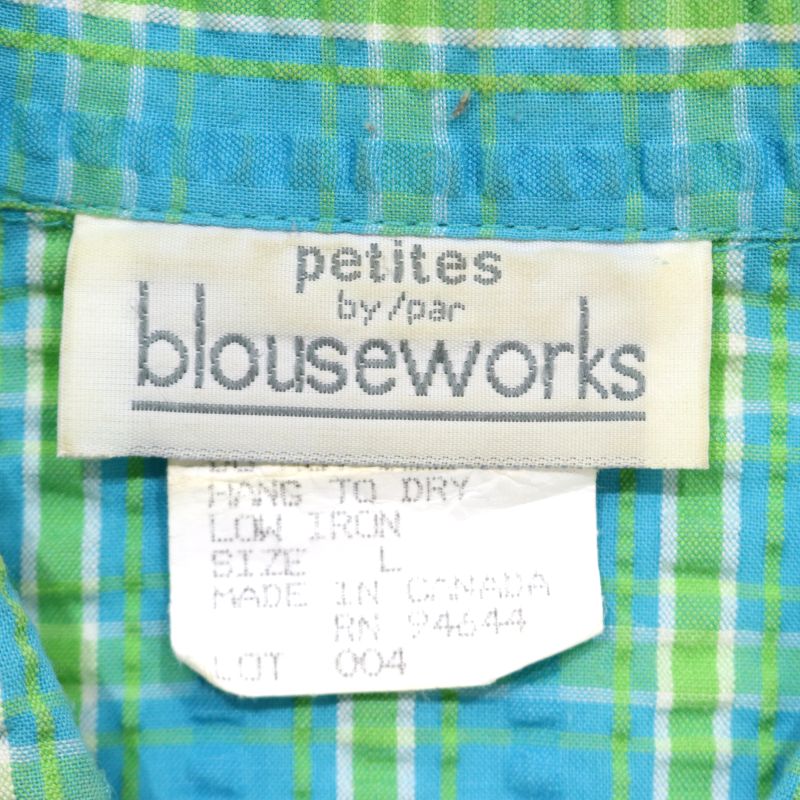 petites
by/par
blouseworks
HANG TO DRY
LOW IRON
SIZE L
MADE IN CANADA
RN 94644
LOT 004